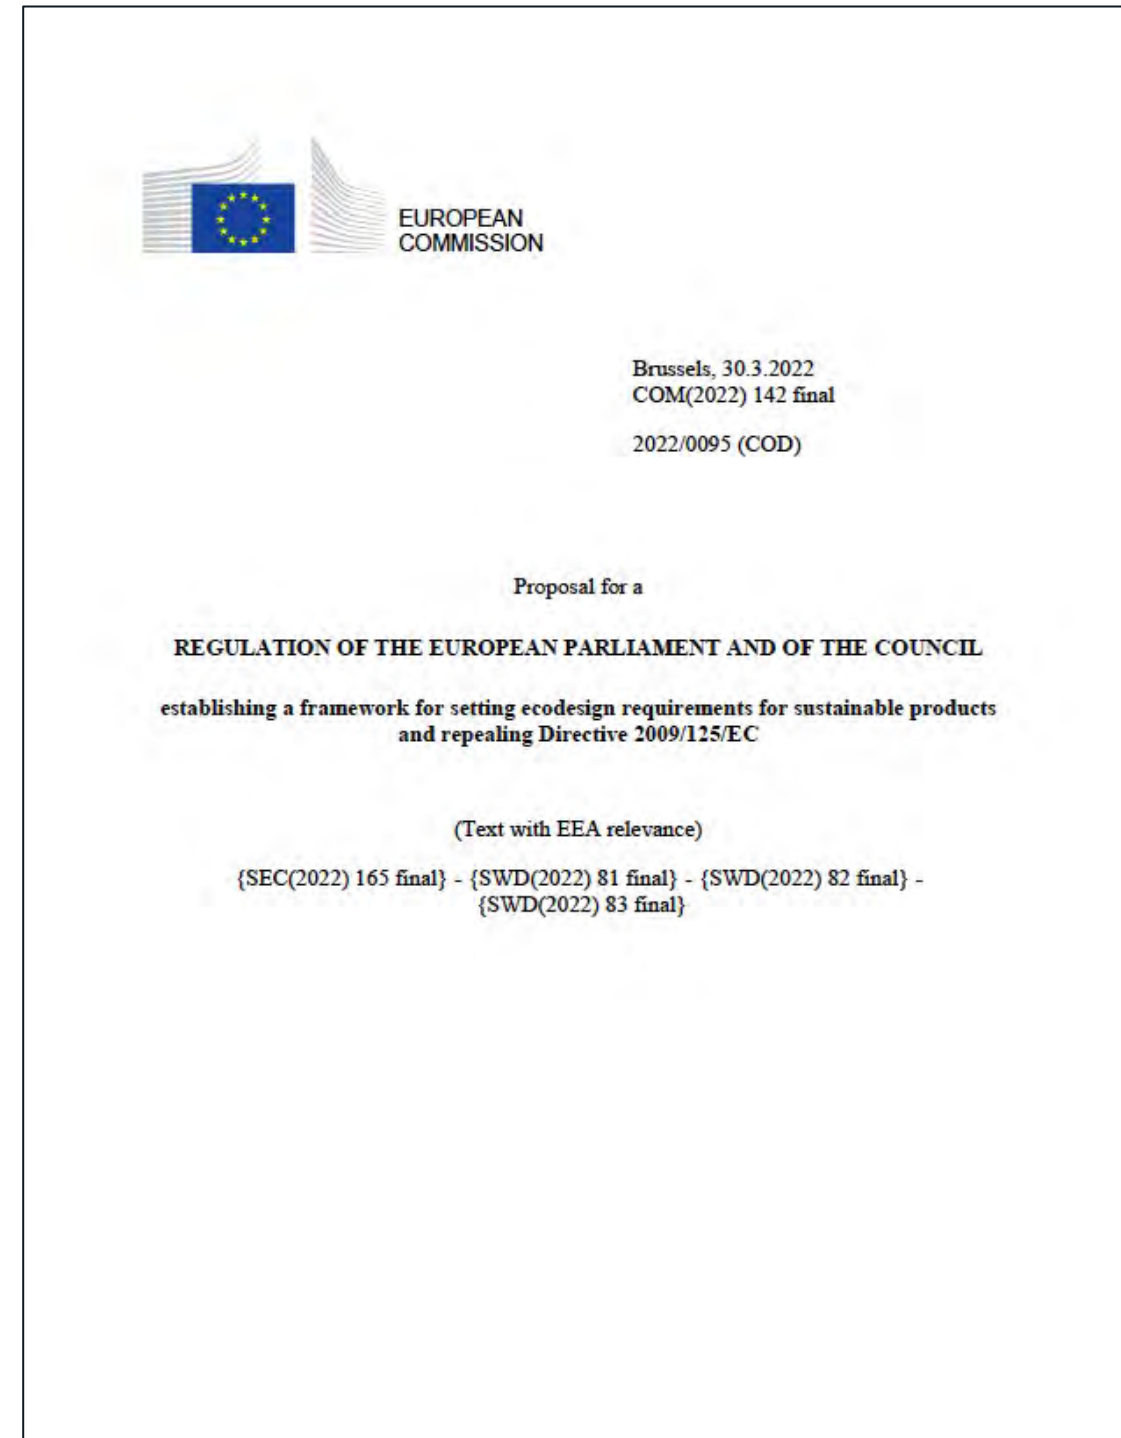 EUROPEAN
COMMISSION
Brussels, 30.3.2022
COM(2022) 142 final
2022/0095 (COD)
Proposal for a
REGULATION OF THE EUROPEAN PARLIAMENT AND OF THE COUNCIL
establishing a framework for setting ecodesign requirements for sustainable products
and repealing Directive 2009/125/EC
(Text with EEA relevance)
{SEC(2022) 165 final} - {SWD(2022) 81 final} - {SWD(2022) 82 final} -
{SWD(2022) 83 final}